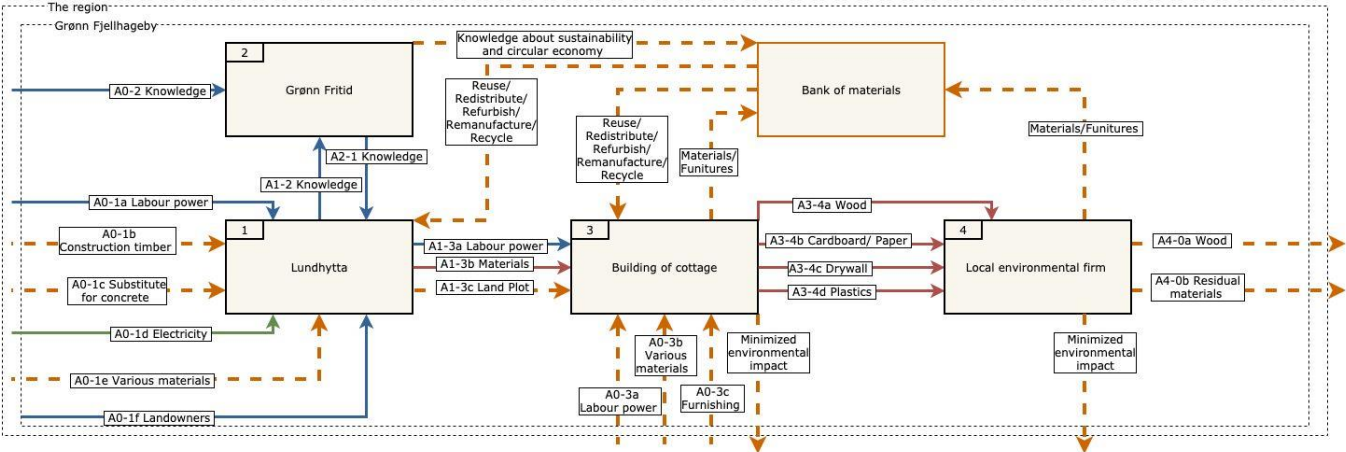 The region
Grønn Fjellhageby
2
Grønn Fritid
Knowledge about sustainability
and circular economy
Bank of materials
A0-2 Knowledge
Reuse/
Redistribute/
Refurbish/
Remanufacture/
Recycle
Reuse/
Redistribute/
Refurbish/
Remanufacture/
Recycle
Materials/
Funitures
Materials/Funitures
A2-1 Knowledge
A1-2 Knowledge
A0-1a Labour power
A0-1b
Construction timber
A0-1c Substitute
for concrete
A0-1d Electricity
A0-1e Various materials
A0-1f Landowners
1
Lundhytta
A1-3a Labour power
A1-3b Materials
A1-3c Land Plot
3
Building of cottage
A3-4a Wood
A3-4b Cardboard/ Paper
A3-4c Drywall
A3-4d Plastics
4
Local environmental firm
A4-0a Wood
A4-0b Residual
materials
A0-3a
Labour power
A0-3b
Various
materials
A0-3c
Furnishing
Minimized
environmental
impact
Minimized
environmental
impact